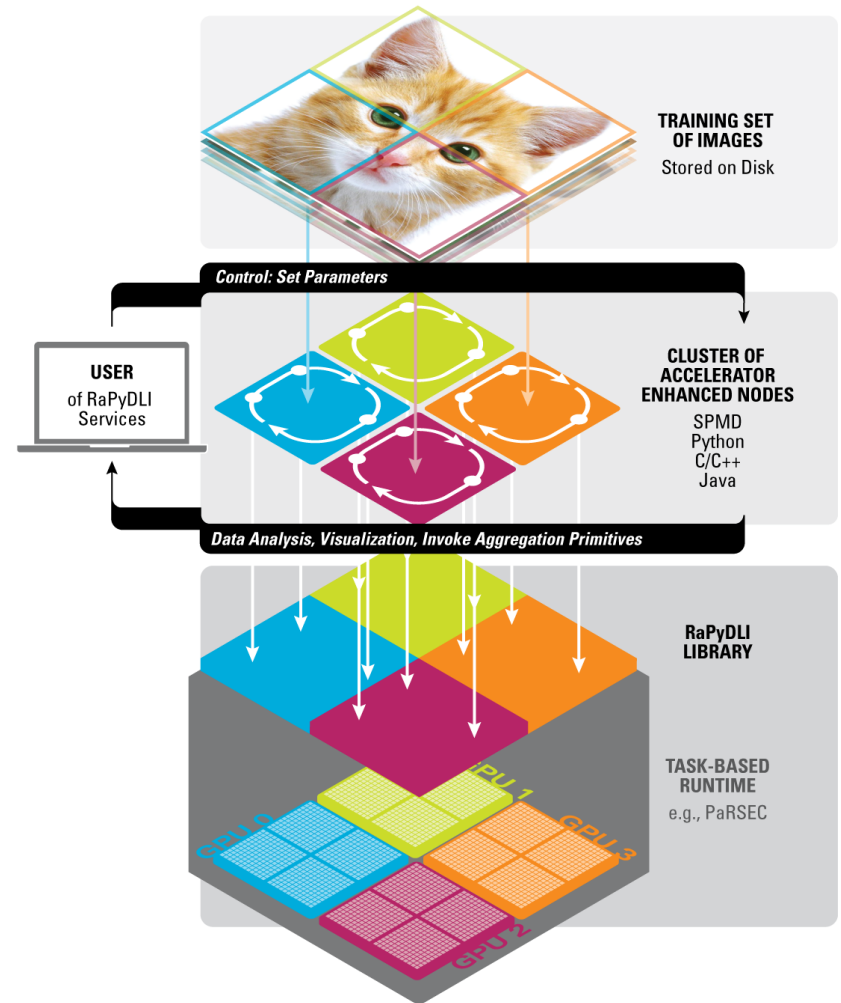 TRAINING SET
OF IMAGES
Stored on Disk
Control: Set Parameters
USER
of RaPyDLI
Services
CLUSTER OF
ACCELERATOR
ENHANCED NODES
SPMD
Python
C/C++
Java
Data Analysis, Visualization, Invoke Aggregation Primitives
RaPyDLI
LIBRARY
TASK-BASED
RUNTIME
e.g., PaRSEC
GPU 1
GPU 0
GPU 3
GPU 2